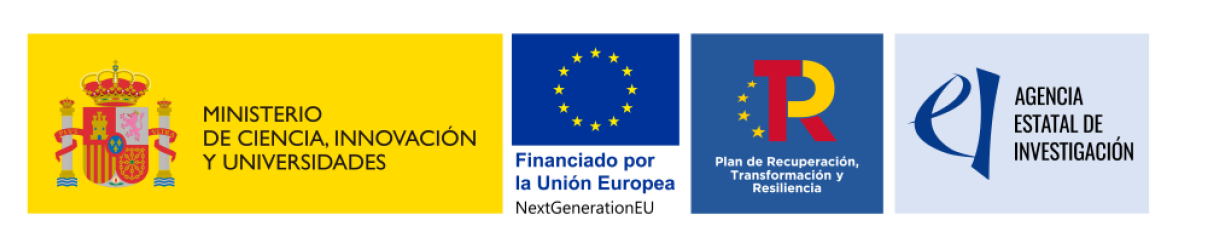 MINISTERIO
DE CIENCIA, INNOVACIÓN
Y UNIVERSIDADES
Financiado por
la Unión Europea
NextGenerationEU
Plan de Recuperación,
Transformación y
Resiliencia
AGENCIA
ESTATAL DE
INVESTIGACIÓN